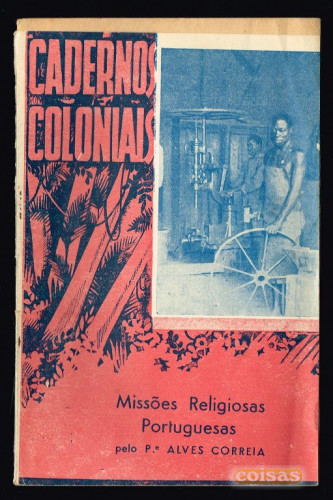 CADERNOS
COLONIAIS
Missões Religiosas
Portuguesas
pelo P.e ALVES CORREIA
coisas